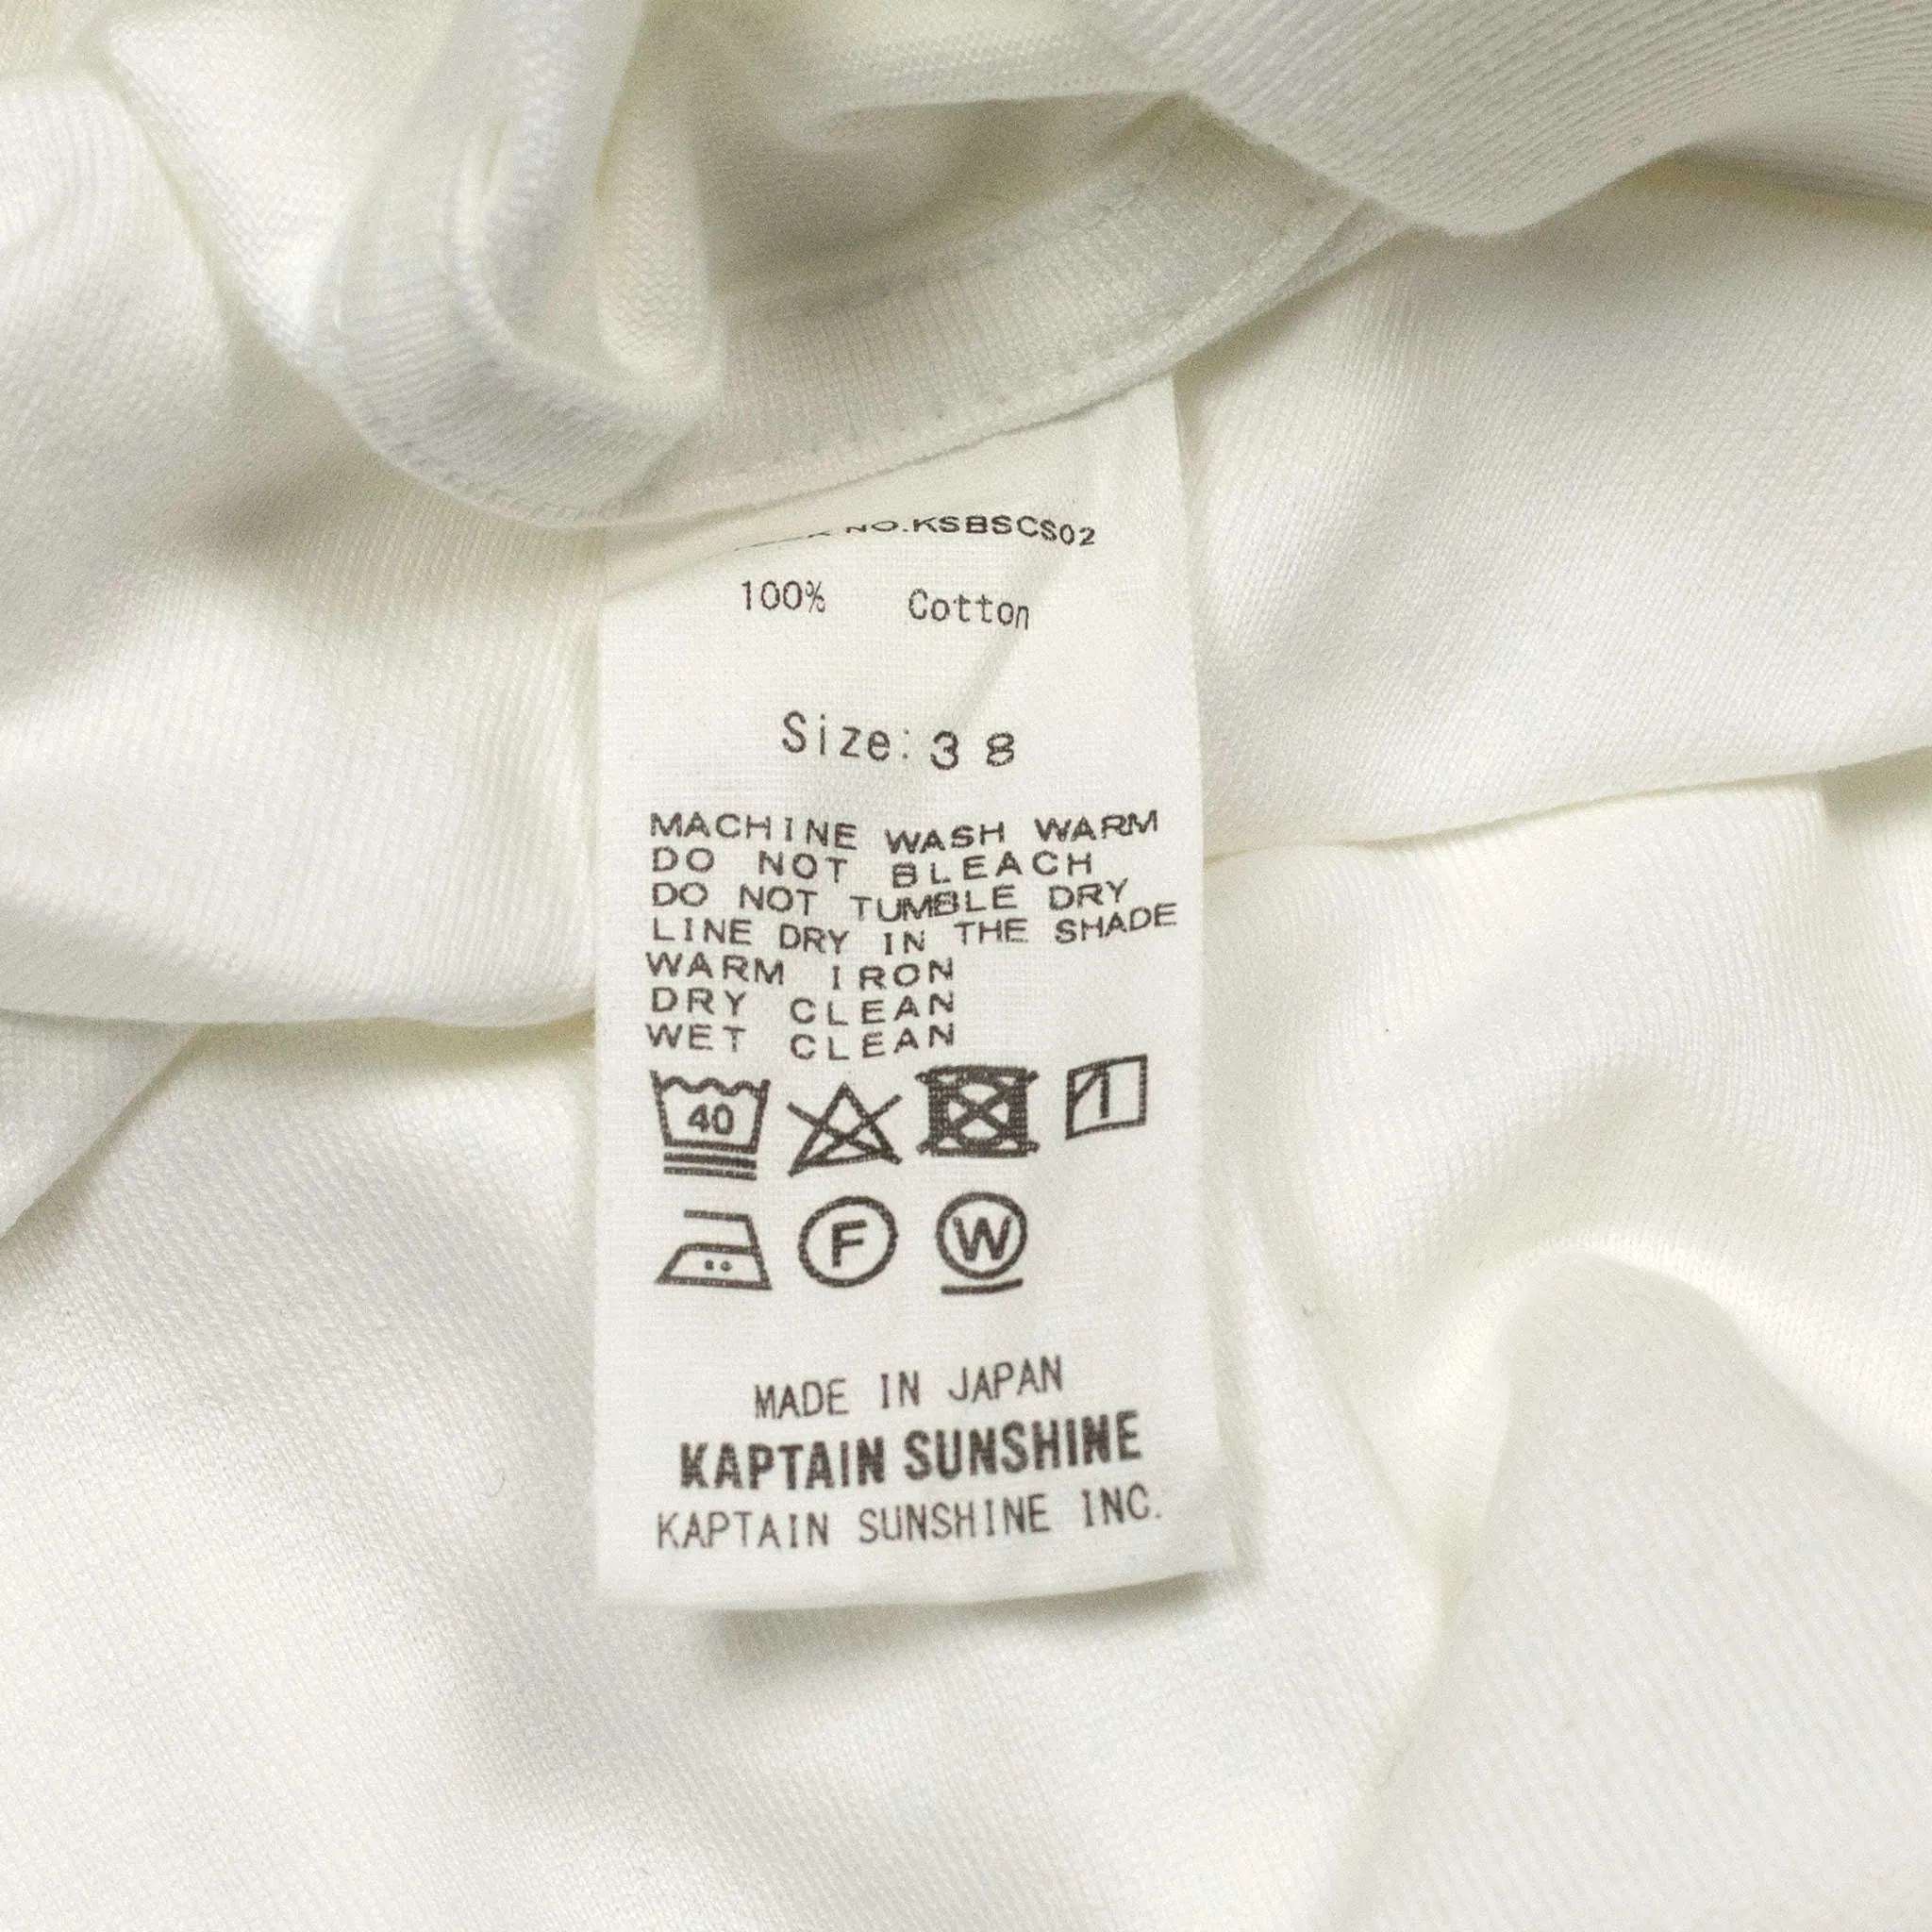 NO.KSBSCS02
100% Cotton
Size:38
MACHINE WASH WARM
DO NOT BLEACH
DO NOT TUMBLE DRY
LINE DRY IN THE SHADE
WARM IRON
DRY CLEAN
WET CLEAN
40
F W
MADE IN JAPAN
KAPTAIN SUNSHINE
KAPTAIN SUNSHINE INC.